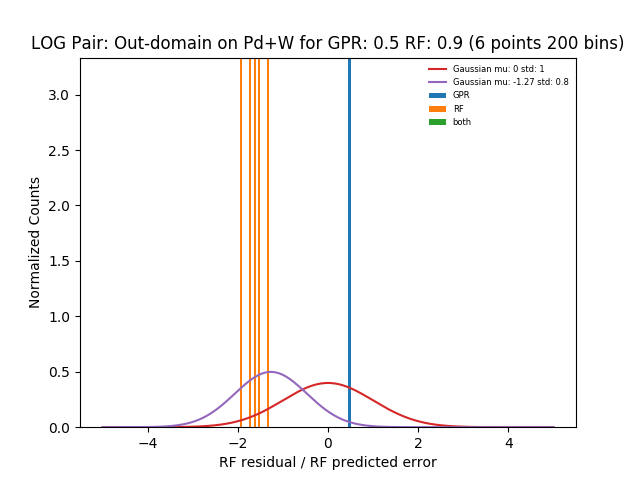 LOG Pair: Out-domain on Pd+W for GPR: 0.5 RF: 0.9 (6 points 200 bins)
Gaussian mu: 0 std: 1
Gaussian mu: -1.27 std: 0.8
GPR
RF
both
Normalized Counts
3.0
2.5
2.0
1.5
1.0
0.5
0.0
−4
−2
0
2
4
RF residual / RF predicted error